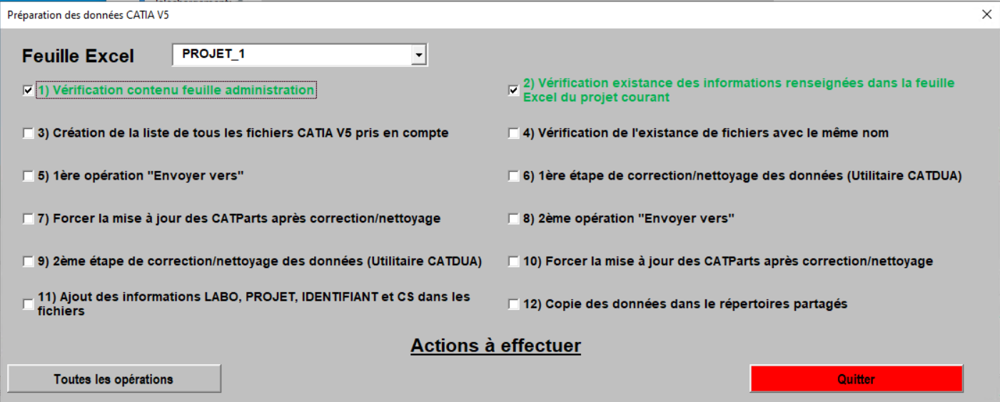 Préparation des données CATIA V5
Feuille Excel
PROJET_1
1) Vérification contenu feuille administration
2) Vérification existance des informations renseignées dans la feuille
Excel du projet courant
3) Création de la liste de tous les fichiers CATIA V5 pris en compte
4) Vérification de l'existance de fichiers avec le même nom
5) 1ère opération "Envoyer vers"
6) 1ère étape de correction/nettoyage des données (Utilitaire CATDUA)
7) Forcer la mise à jour des CATParts après correction/nettoyage
8) 2ème opération "Envoyer vers"
9) 2ème étape de correction/nettoyage des données (Utilitaire CATDUA)
10) Forcer la mise à jour des CATParts après correction/nettoyage
11) Ajout des informations LABO, PROJET, IDENTIFIANT et CS dans les
fichiers
12) Copie des données dans le répertoires partagés
Actions à effectuer
Toutes les opérations
Quitter